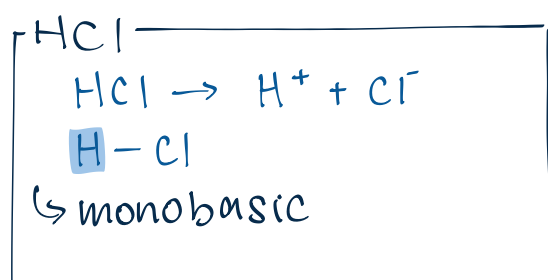 HCl
HCl → H⁺ + Cl⁻
H – Cl
↳ monobasic